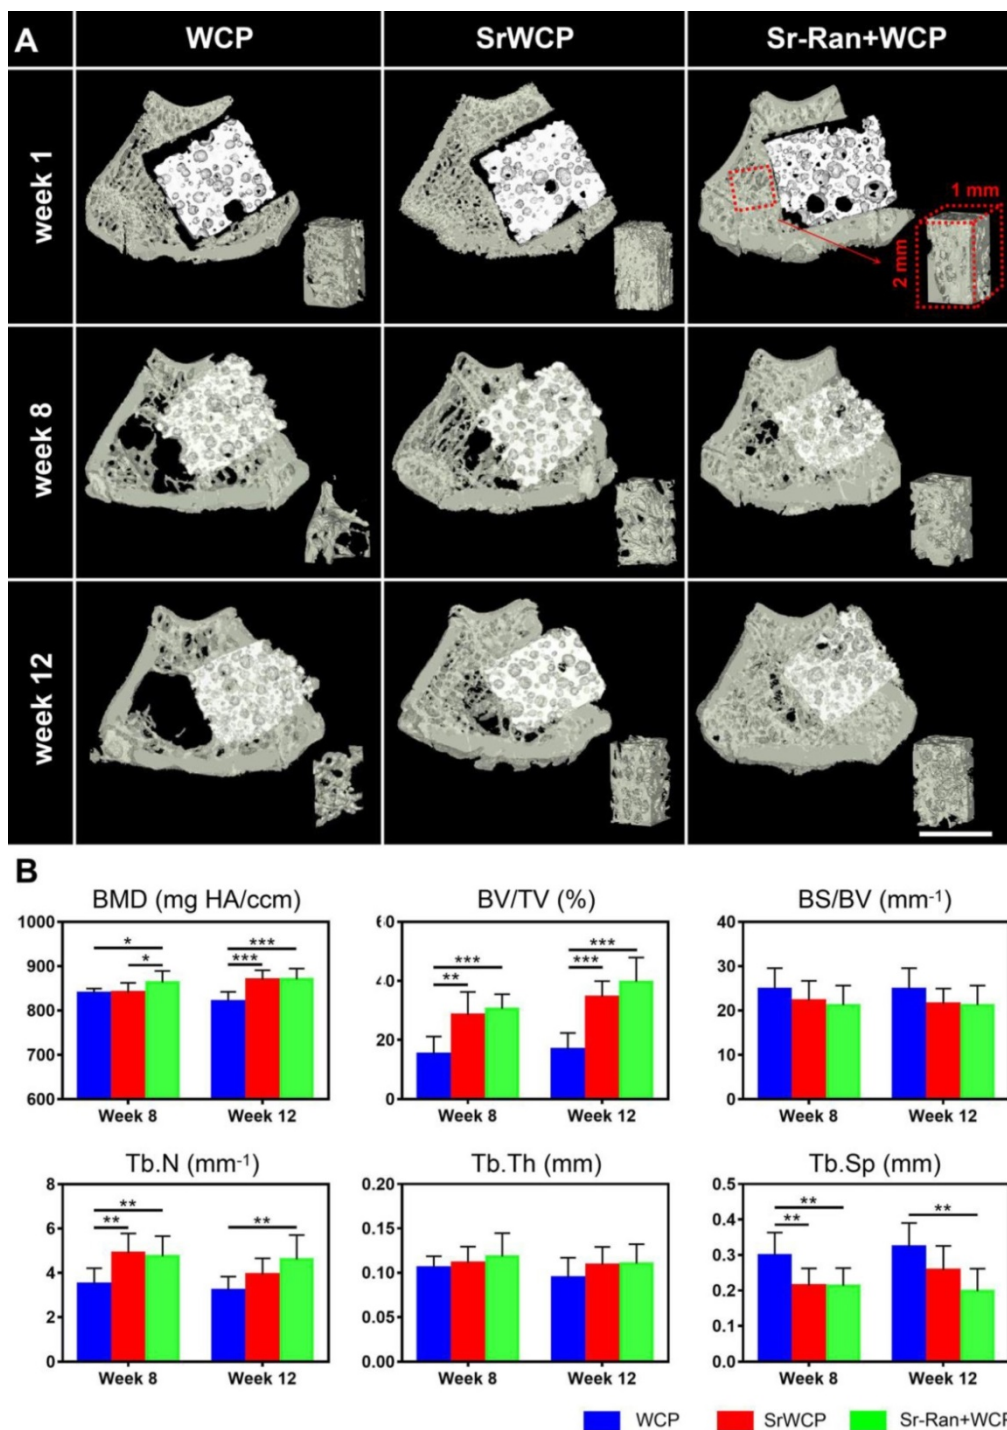 A
WCP
SrWCP
Sr-Ran+WCP
week 1
1 mm
2 mm
week 8
week 12
B
BMD (mg HA/ccm)
1000
900
800
700
600
*
*
***
***
Week 8
Week 12
BV/TV (%)
60
40
20
0
***
**
***
***
Week 8
Week 12
BS/BV (mm⁻¹)
40
30
20
10
0
Week 8
Week 12
Tb.N (mm⁻¹)
8
6
4
2
0
**
**
**
Week 8
Week 12
Tb.Th (mm)
0.20
0.15
0.10
0.05
0.00
Week 8
Week 12
Tb.Sp (mm)
0.5
0.4
0.3
0.2
0.1
0.0
**
**
**
Week 8
Week 12
WCP
SrWCP
Sr-Ran+WCP